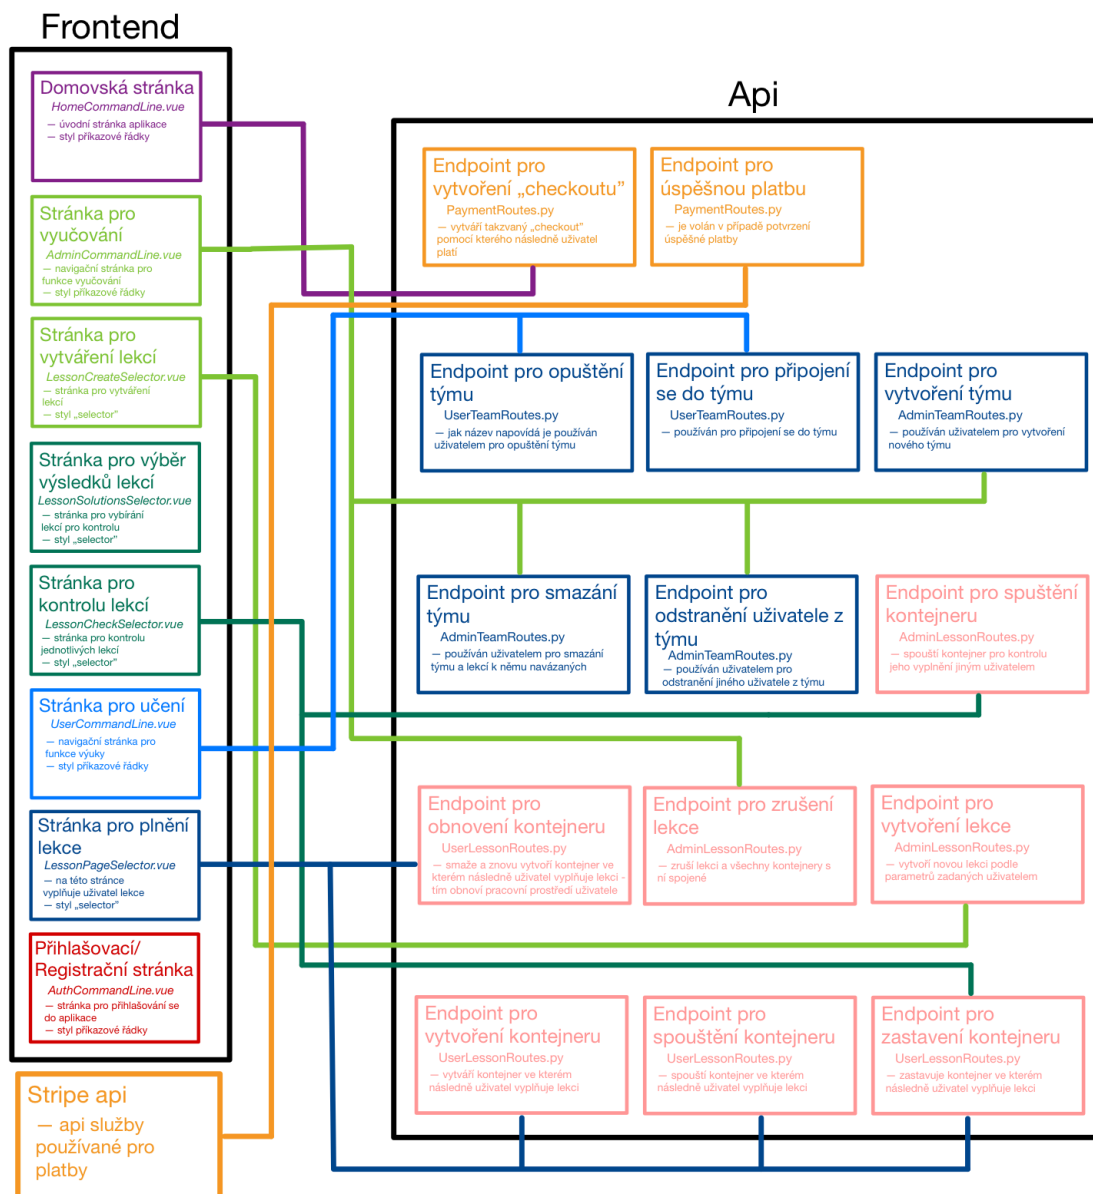 Frontend
Domovská stránka
HomeCommandLine.vue
— úvodní stránka aplikace
— styl příkazové řádky
Stránka pro
vyučování
AdminCommandLine.vue
— navigační stránka pro
funkce vyučování
— styl příkazové řádky
Stránka pro
vytváření lekcí
LessonCreateSelector.vue
— stránka pro vytváření
lekcí
— styl „selector”
Stránka pro výběr
výsledků lekcí
LessonSolutionsSelector.vue
— stránka pro vybírání
lekcí pro kontrolu
— styl „selector”
Stránka pro
kontrolu lekcí
LessonCheckSelector.vue
— stránka pro kontrolu
jednotlivých lekcí
— styl „selector”
Stránka pro učení
UserCommandLine.vue
— navigační stránka pro
funkce výuky
— styl příkazové řádky
Stránka pro plnění
lekce
LessonPageSelector.vue
— na této stránce
vyplňuje uživatel lekce
— styl „selector”
Přihlašovací/
Registrační stránka
AuthCommandLine.vue
— stránka pro přihlašování se
do aplikace
— styl příkazové řádky
Stripe api
— api služby
používané pro
platby
Api
Endpoint pro
vytvoření „checkoutu”
PaymentRoutes.py
— vytváří takzvaný „checkout”
pomocí kterého následně uživatel
platí
Endpoint pro
úspěšnou platbu
PaymentRoutes.py
— je volán v případě potvrzení
úspěšné platby
Endpoint pro opuštění
týmu
UserTeamRoutes.py
— jak název napovídá je používán
uživatelem pro opuštění týmu
Endpoint pro připojení
se do týmu
UserTeamRoutes.py
— používán pro připojení se do týmu
Endpoint pro
vytvoření týmu
AdminTeamRoutes.py
— používán uživatelem pro vytvoření
nového týmu
Endpoint pro smazání
týmu
AdminTeamRoutes.py
— používán uživatelem pro smazání
týmu a lekcí k němu navázaných
Endpoint pro
odstranění uživatele z
týmu
AdminTeamRoutes.py
— používán uživatelem pro
odstranění jiného uživatele z týmu
Endpoint pro spuštění
kontejneru
AdminLessonRoutes.py
— spouští kontejner pro kontrolu
jeho vyplnění jiným uživatelem
Endpoint pro
obnovení kontejneru
UserLessonRoutes.py
— smaže a znovu vytvoří kontejner ve
kterém následně uživatel vyplňuje lekci -
tím obnoví pracovní prostředí uživatele
Endpoint pro zrušení
lekce
AdminLessonRoutes.py
— zruší lekci a všechny kontejnery s
ní spojené
Endpoint pro
vytvoření lekce
AdminLessonRoutes.py
— vytvoří novou lekci podle
parametrů zadaných uživatelem
Endpoint pro
vytvoření kontejneru
UserLessonRoutes.py
— vytváří kontejner ve kterém
následně uživatel vyplňuje lekci
Endpoint pro
spouštění kontejneru
UserLessonRoutes.py
— spouští kontejner ve kterém
následně uživatel vyplňuje lekci
Endpoint pro
zastavení kontejneru
UserLessonRoutes.py
— zastavuje kontejner ve kterém
následně uživatel vyplňuje lekci